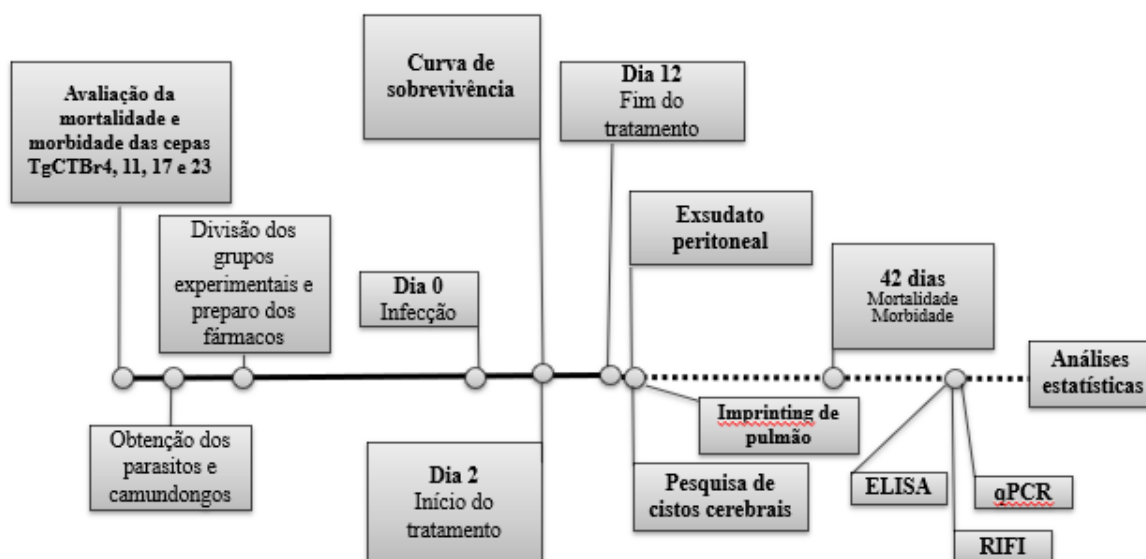 Avaliação da
mortalidade e
morbidade das cepas
TgCTBr4, 11, 17 e 23
Divisão dos
grupos
experimentais e
preparo dos
fármacos
Obtenção dos
parasitos e
camundongos
Dia 0
Infecção
Curva de
sobrevivência
Dia 2
Início do
tratamento
Dia 12
Fim do
tratamento
Exsudato
peritoneal
Imprinting de
pulmão
Pesquisa de
cistos cerebrais
42 dias
Mortalidade
Morbidade
ELISA
qPCR
RIFI
Análises
estatísticas